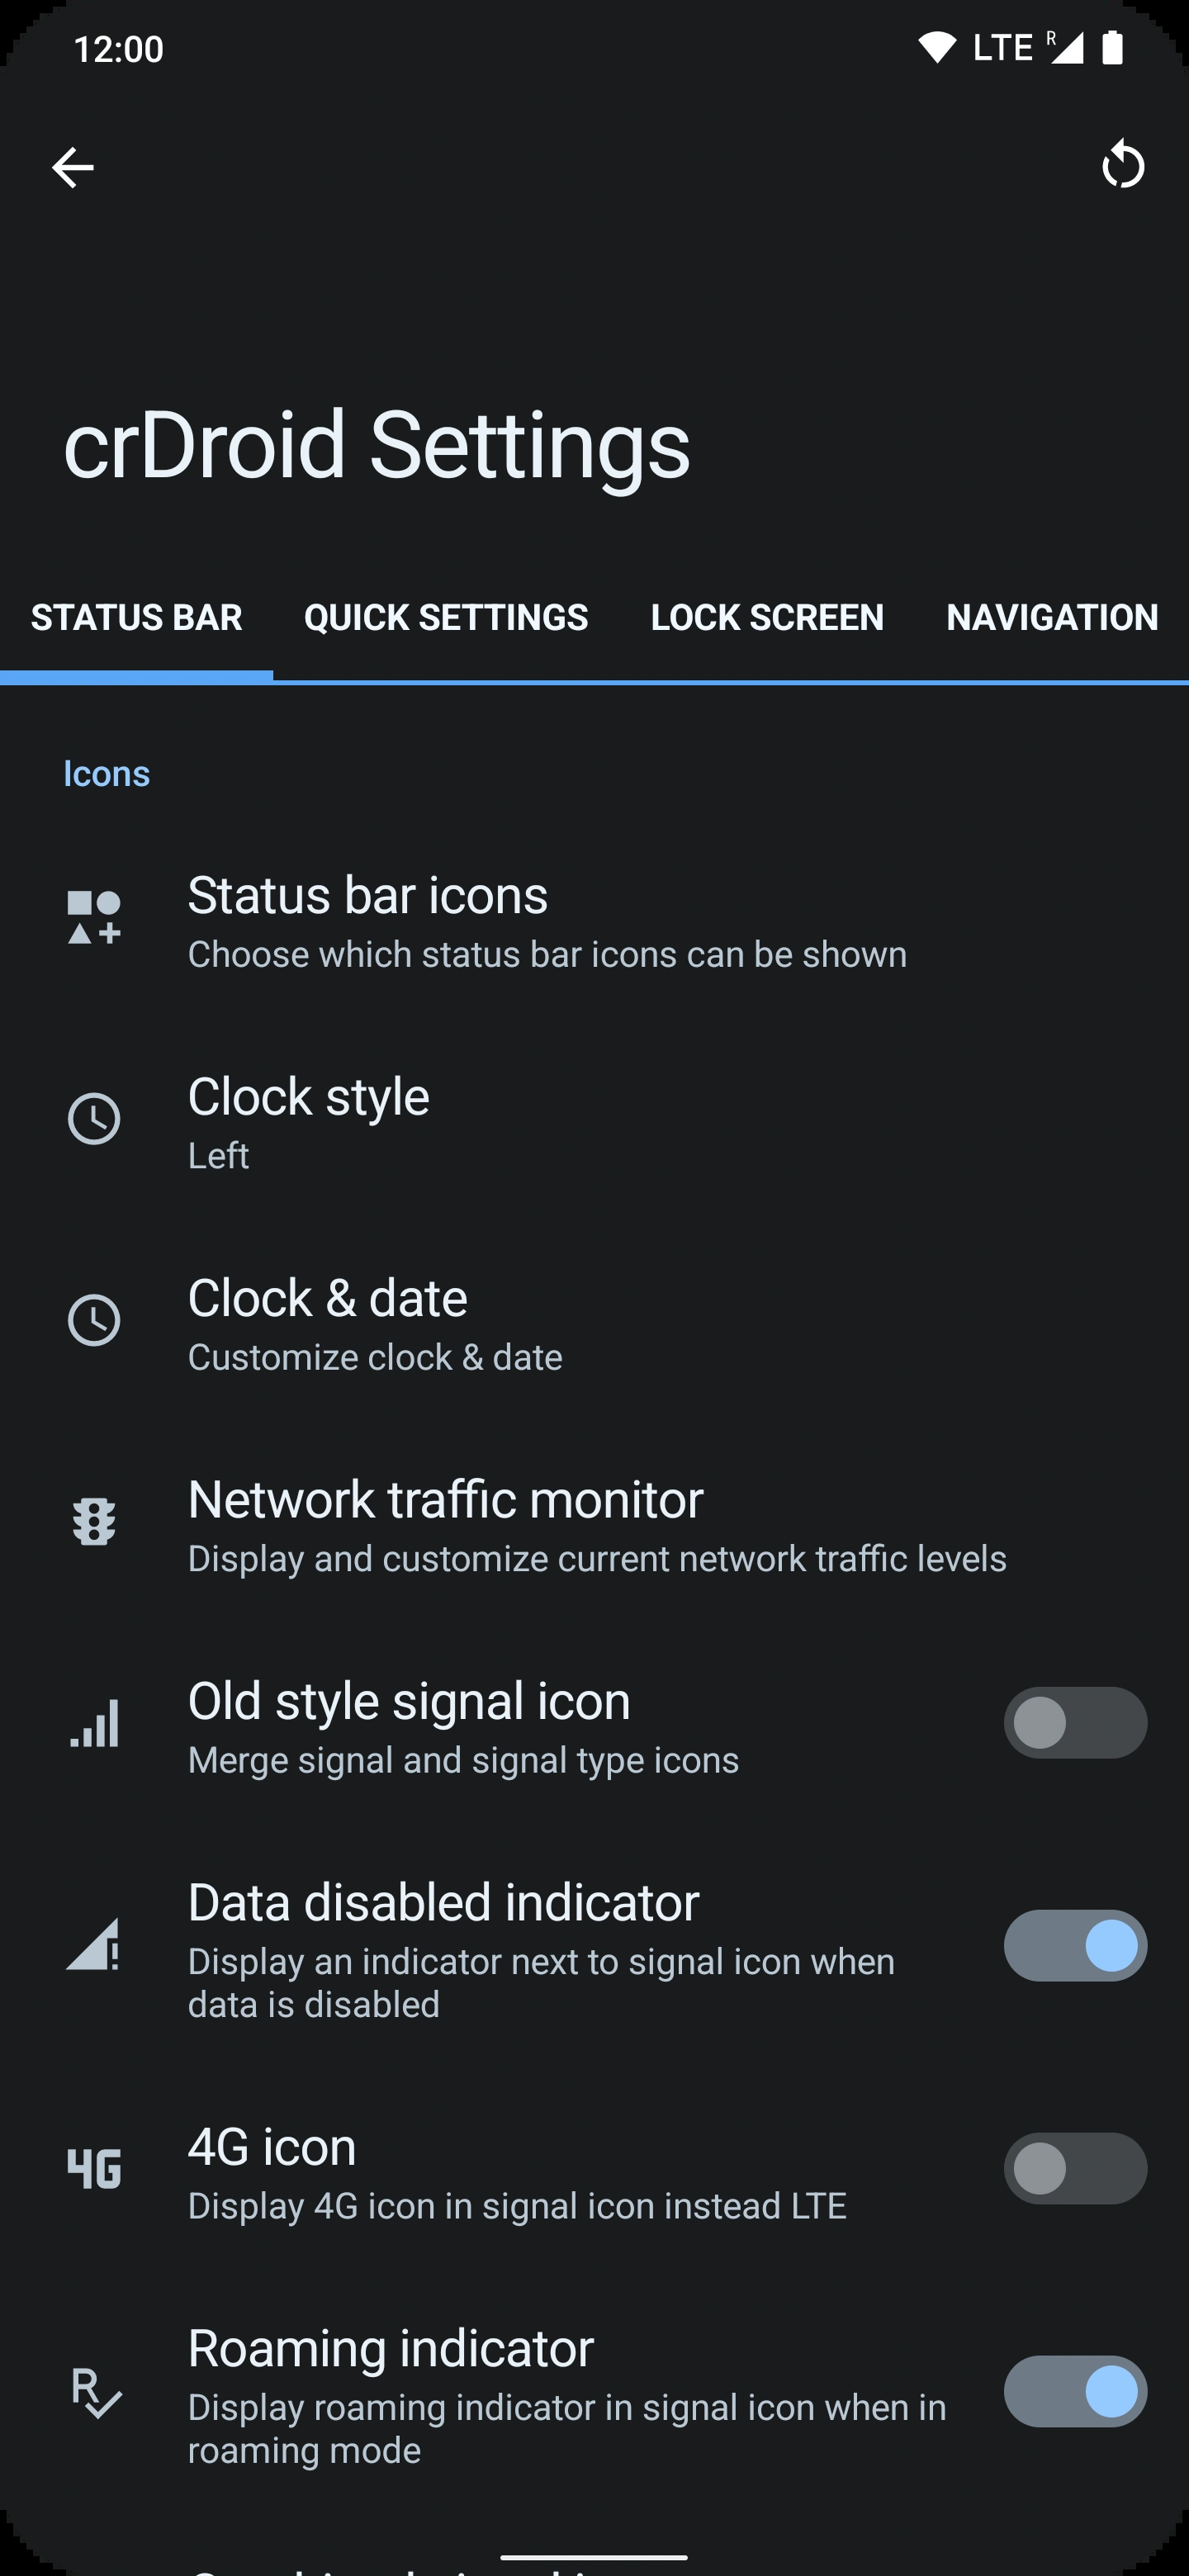 12:00
LTE R
crDroid Settings
STATUS BAR QUICK SETTINGS LOCK SCREEN NAVIGATION
Icons
Status bar icons
Choose which status bar icons can be shown
Clock style
Left
Clock & date
Customize clock & date
Network traffic monitor
Display and customize current network traffic levels
Old style signal icon
Merge signal and signal type icons
Data disabled indicator
Display an indicator next to signal icon when
data is disabled
4G
4G icon
Display 4G icon in signal icon instead LTE
R
Roaming indicator
Display roaming indicator in signal icon when in
roaming mode